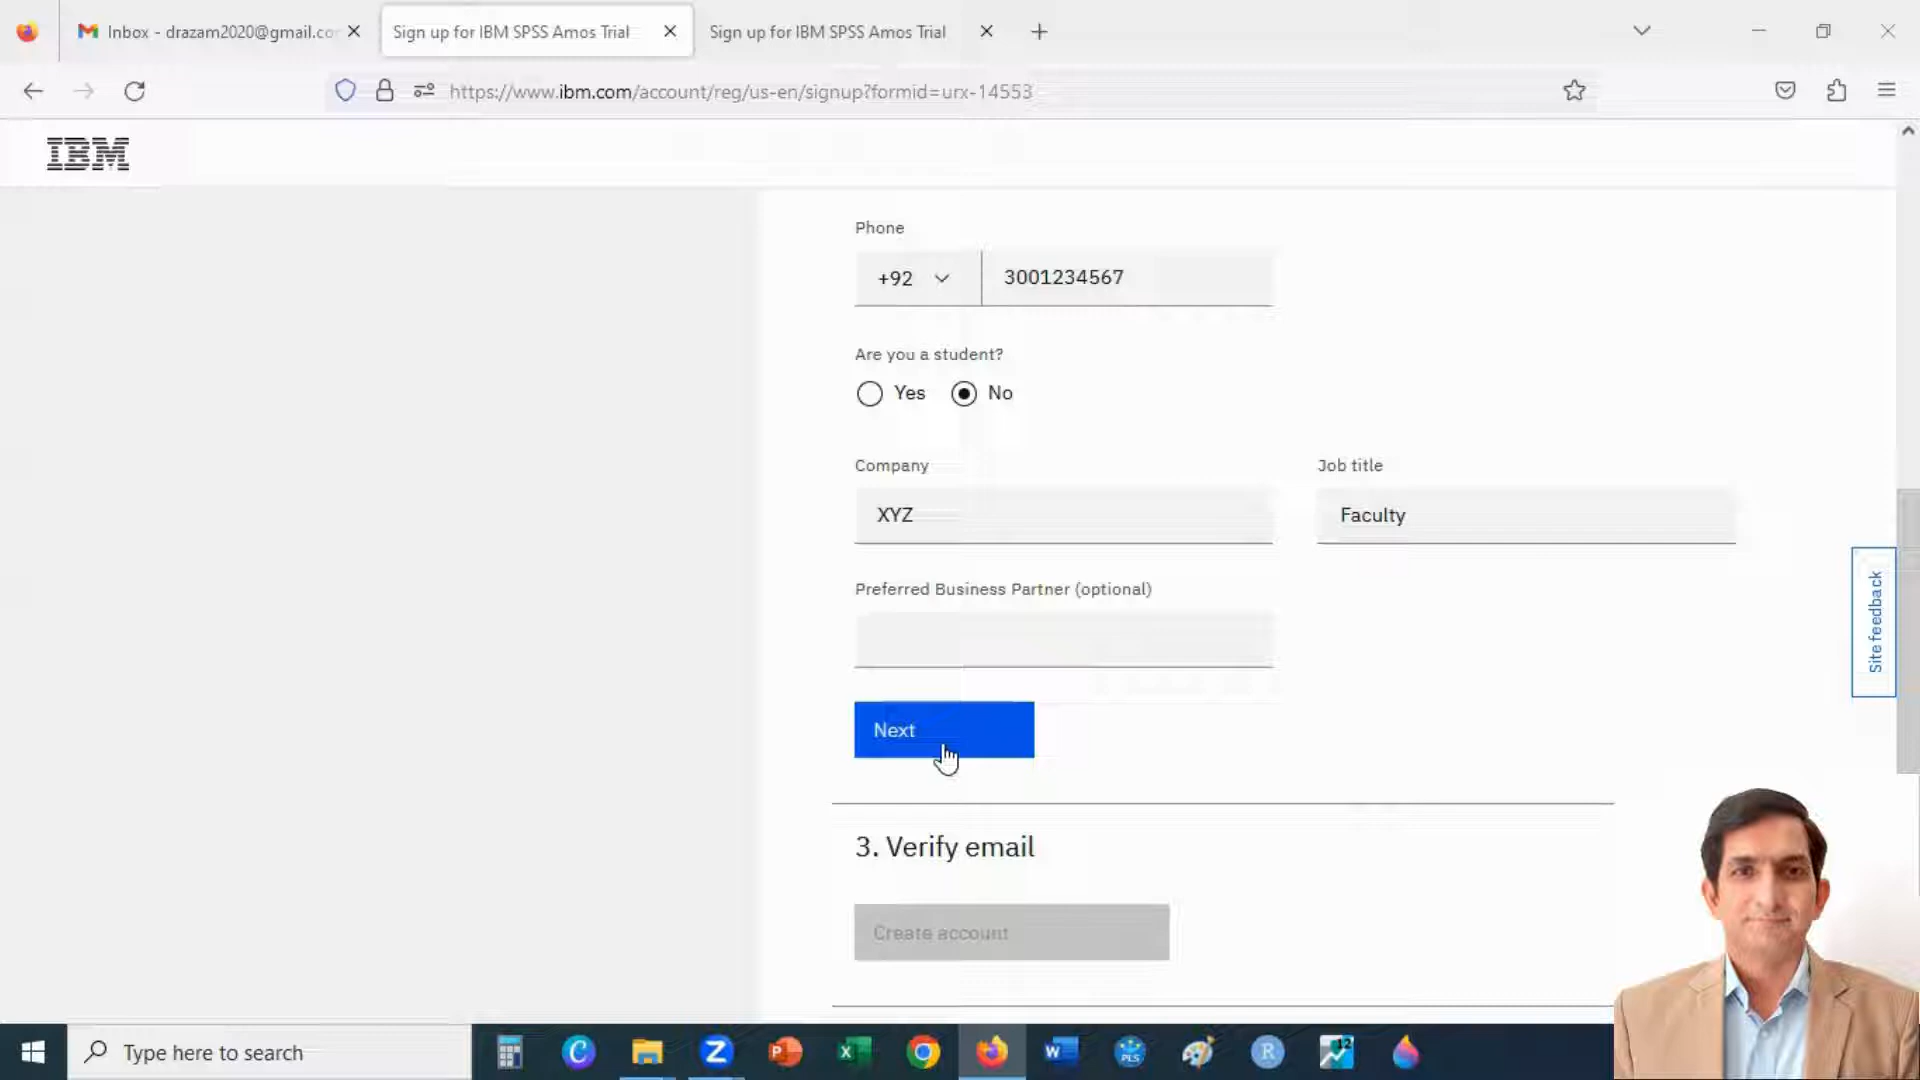 Inbox - drazam2020@gmail.co
Sign up for IBM SPSS Amos Trial
Sign up for IBM SPSS Amos Trial
https://www.ibm.com/account/reg/us-en/signup?formid=urx-14553
IBM
Phone
+92
3001234567
Are you a student?
Yes
No
Company
Job title
XYZ
Faculty
Preferred Business Partner (optional)
Site feedback
Next
3. Verify email
Create account
Type here to search